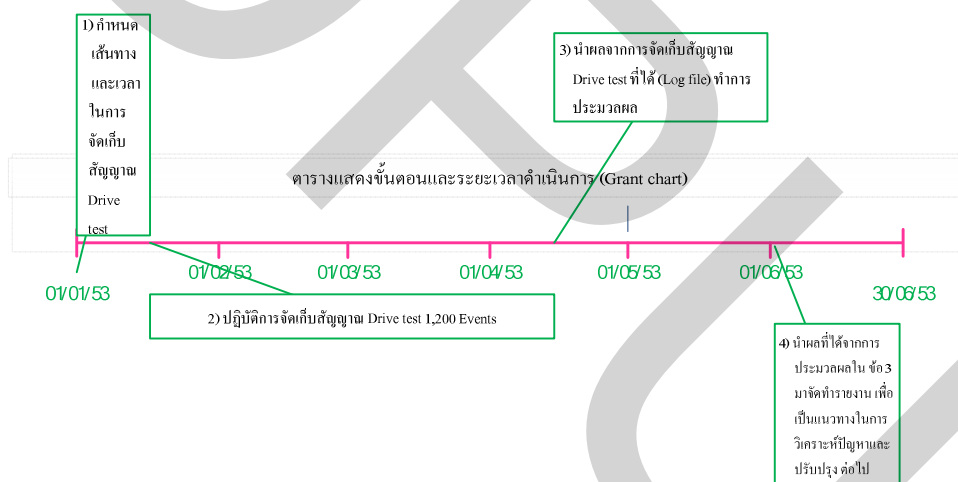 1) กำหนด
เส้นทาง
และเวลา
ในการ
จัดเก็บ
สัญญาณ
Drive
test
3) นำผลจากการจัดเก็บสัญญาณ
Drive test ที่ได้ (Log file) ทำการ
ประมวลผล
ตารางแสดงขั้นตอนและระยะเวลาดำเนินการ (Grant chart)
01/01/53
01/02/53
01/03/53
01/04/53
01/05/53
01/06/53
30/06/53
2) ปฏิบัติการจัดเก็บสัญญาณ Drive test 1,200 Events
4) นำผลที่ได้จากการ
ประมวลผลใน ข้อ 3
มาจัดทำรายงาน เพื่อ
เป็นแนวทางในการ
วิเคราะห์ปัญหาและ
ปรับปรุง ต่อไป